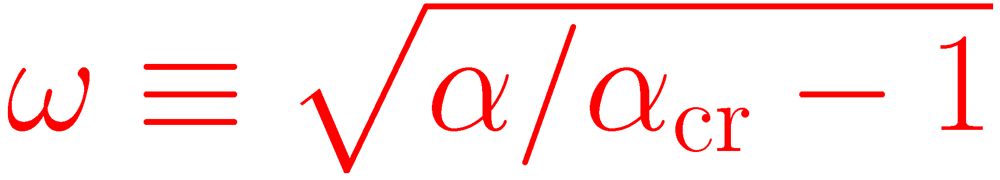 ω ≡ √(α/α_cr − 1)